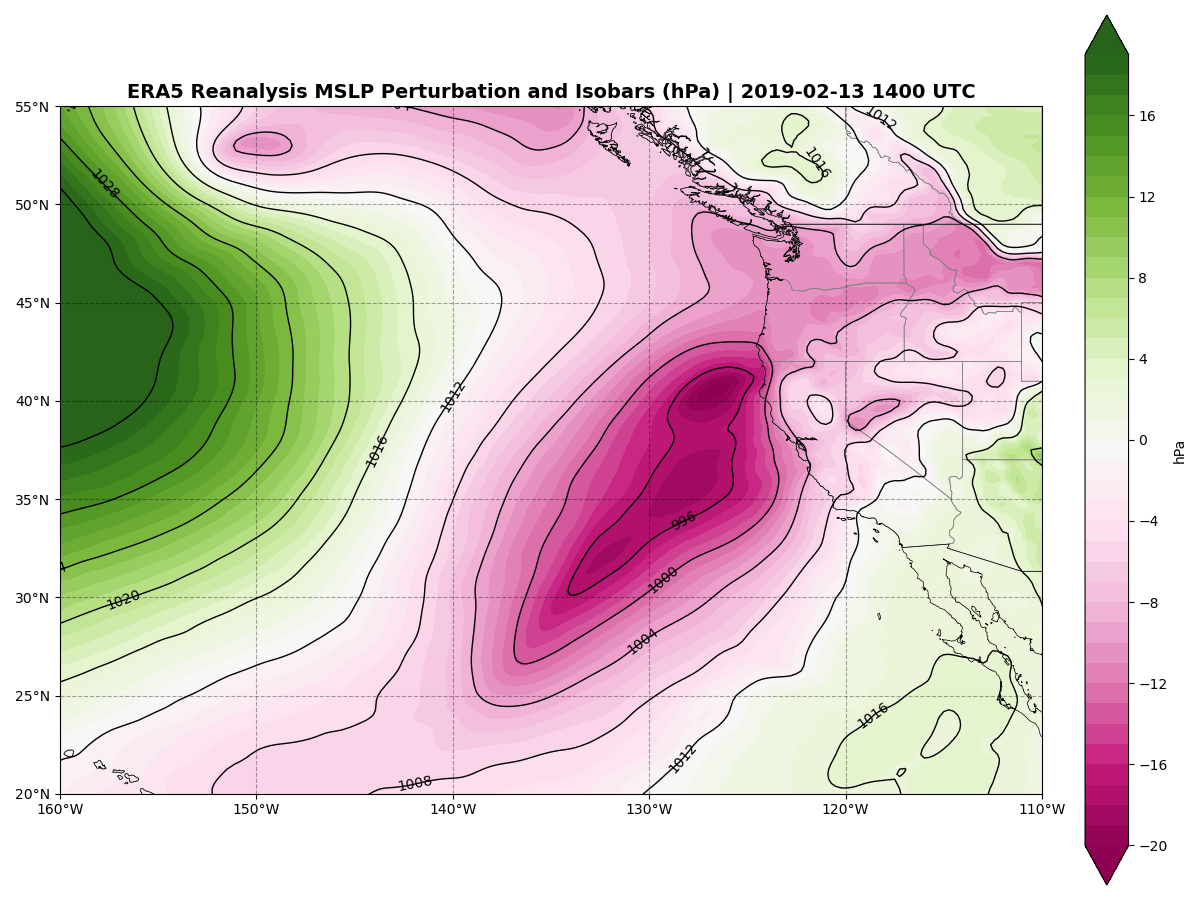 ERA5 Reanalysis MSLP Perturbation and Isobars (hPa) | 2019-02-13 1400 UTC
55°N
50°N
45°N
40°N
35°N
30°N
25°N
20°N
160°W
150°W
140°W
130°W
120°W
110°W
1012
1016
1028
1012
1016
996
1000
1020
1004
1016
1012
1008
16
12
8
4
0
−4
−8
−12
−16
−20
hPa